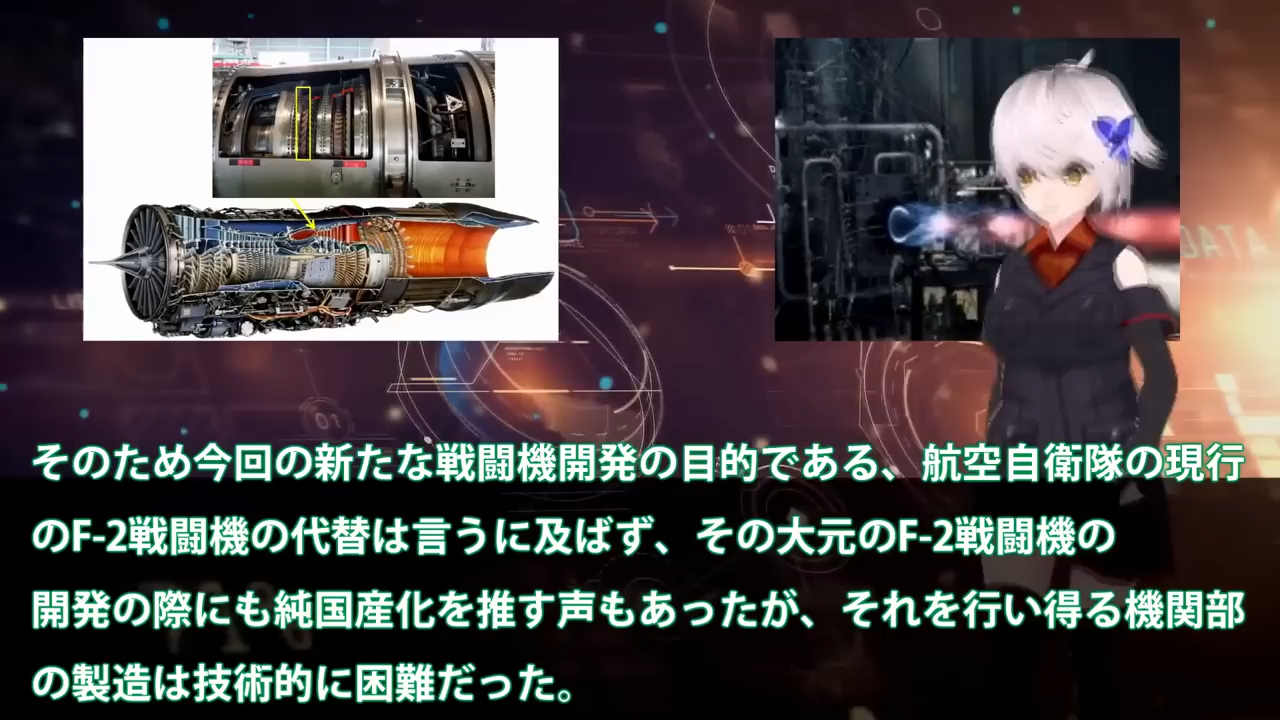 そのため今回の新たな戦闘機開発の目的である、航空自衛隊の現行
のF-2戦闘機の代替は言うに及ばず、その大元のF-2戦闘機の
開発の際にも純国産化を推す声もあったが、それを行い得る機関部
の製造は技術的に困難だった。